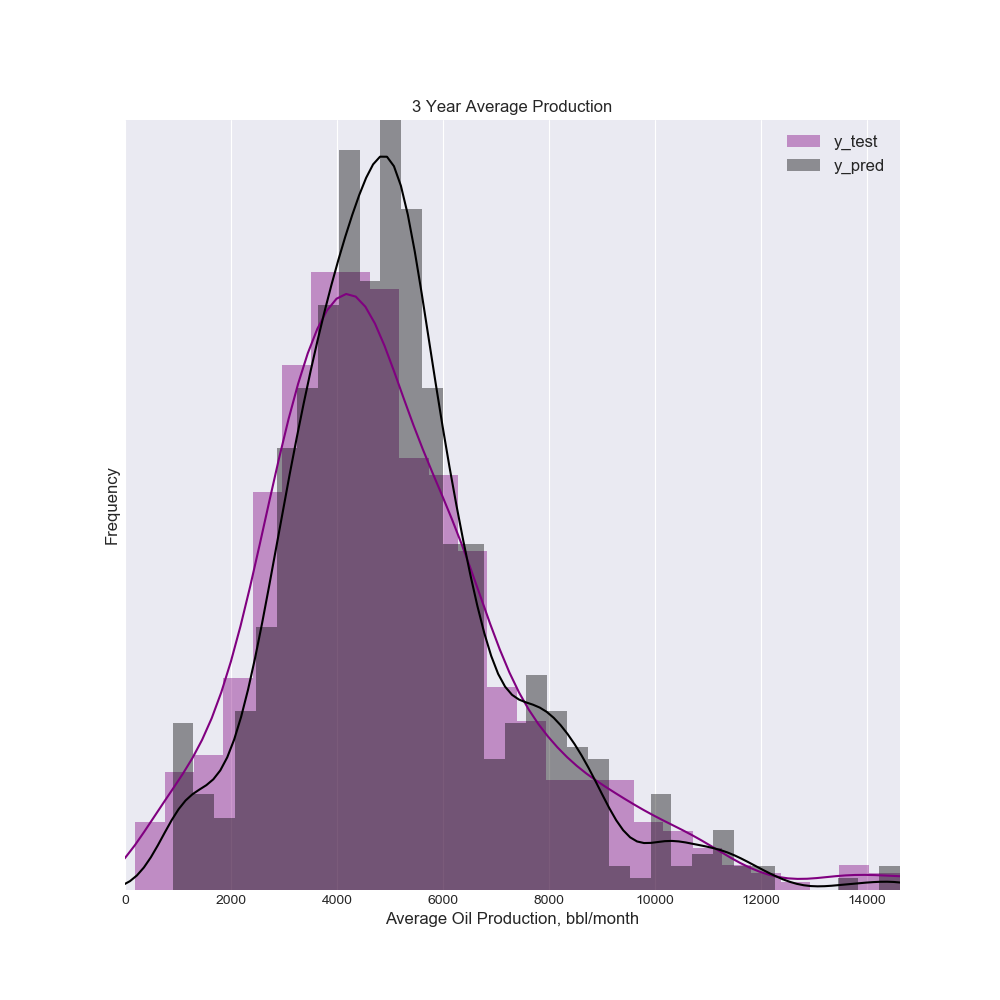 3 Year Average Production
y_test
y_pred
Frequency
0 2000 4000 6000 8000 10000 12000 14000
Average Oil Production, bbl/month